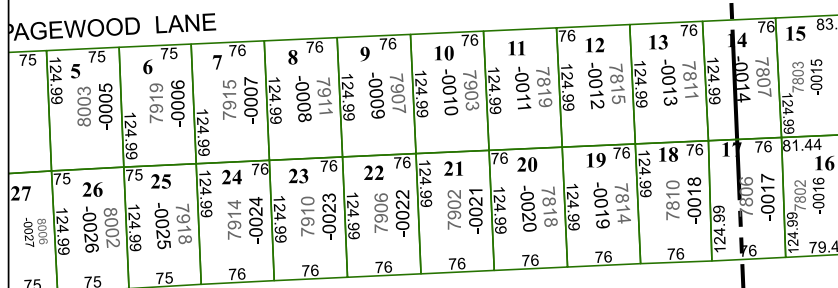 PAGEWOOD LANE
75
124.99 5 8003 -0005 75
124.99 6 7919 -0006 75
124.99 7 7915 -0007 76
124.99 8 7911 -0008 76
124.99 9 7907 -0009 76
124.99 10 7903 -0010 76
124.99 11 7819 -0011 76
124.99 12 7815 -0012 76
124.99 13 7811 -0013 76
124.99 14 7807 -0014 76
124.99 15 7803 -0015 83.
27 8006 -0027 75
75 124.99 26 8002 -0026 75
75 124.99 25 7918 -0025 75
124.99 24 7914 -0024 76 76
124.99 23 7910 -0023 76 76
124.99 22 7906 -0022 76 76
124.99 21 7902 -0021 76
76 124.99 20 7818 -0020 76
124.99 19 7814 -0019 76 76
124.99 18 7810 -0018 76 76
124.99 17 7806 -0017 76 76
81.44 124.99 16 7802 -0016 79.4